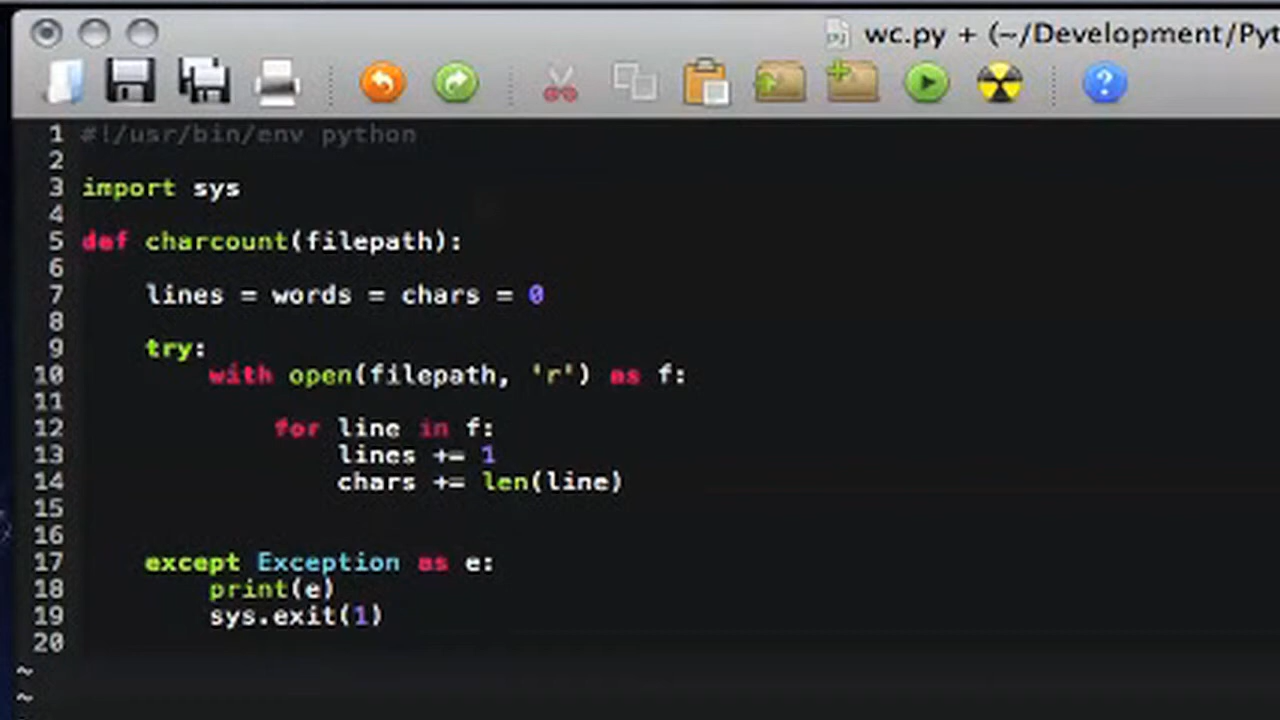 wc.py + (~/Development/Pyt
1 #!/usr/bin/env python
2
3 import sys
4
5 def charcount(filepath):
6
7     lines = words = chars = 0
8
9     try:
10         with open(filepath, 'r') as f:
11
12             for line in f:
13                 lines += 1
14                 chars += len(line)
15
16
17     except Exception as e:
18         print(e)
19         sys.exit(1)
20
~
~